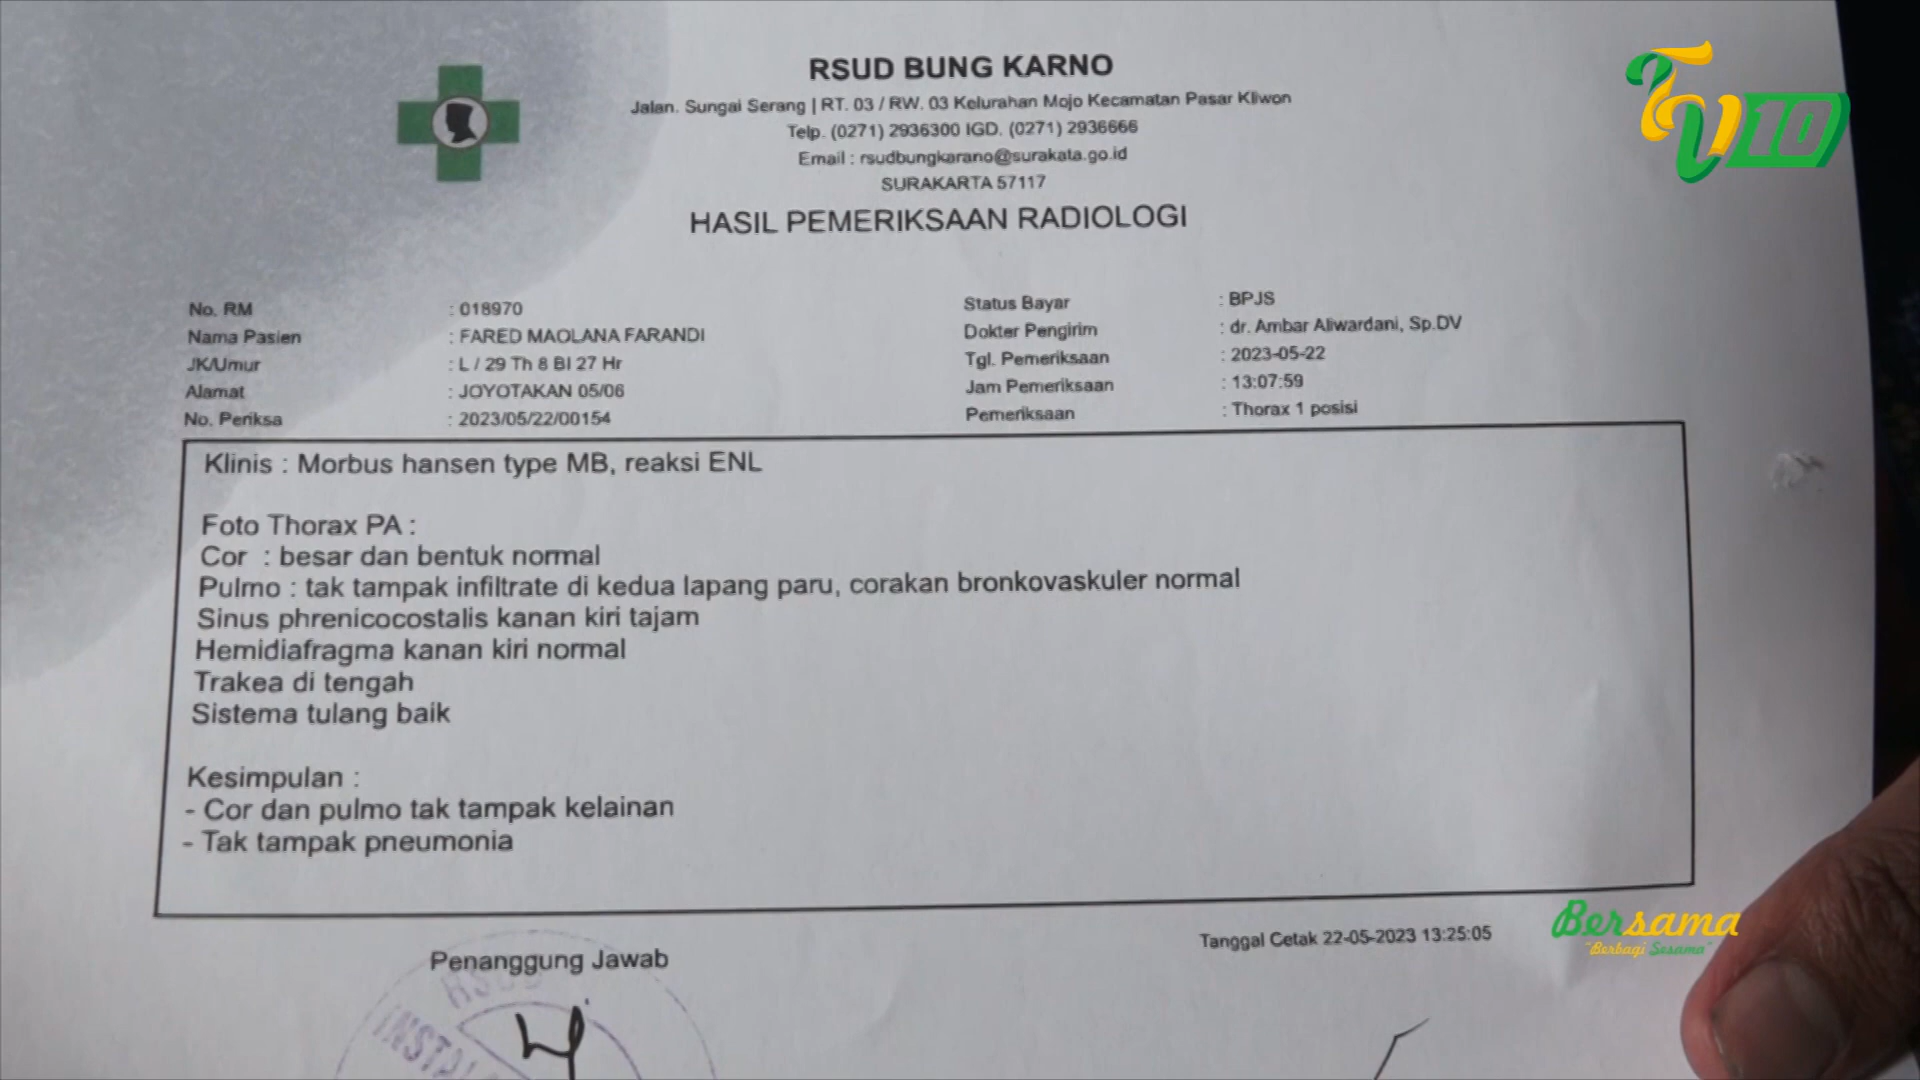 RSUD BUNG KARNO
Jalan. Sungai Serang | RT. 03 / RW. 03 Kelurahan Mojo Kecamatan Pasar Kliwon
Telp. (0271) 2936300 IGD. (0271) 2936666
Email : rsudbungkarano@surakata.go.id
SURAKARTA 57117
HASIL PEMERIKSAAN RADIOLOGI
TV10
No. RM : 018970
Nama Pasien : FARED MAOLANA FARANDI
JK/Umur : L / 29 Th 8 Bl 27 Hr
Alamat : JOYOTAKAN 05/06
No. Periksa : 2023/05/22/00154
Status Bayar : BPJS
Dokter Pengirim : dr. Ambar Aliwardani, Sp.DV
Tgl. Pemeriksaan : 2023-05-22
Jam Pemeriksaan : 13:07:59
Pemeriksaan : Thorax 1 posisi
Klinis : Morbus hansen type MB, reaksi ENL
Foto Thorax PA :
Cor : besar dan bentuk normal
Pulmo : tak tampak infiltrate di kedua lapang paru, corakan bronkovaskuler normal
Sinus phrenicocostalis kanan kiri tajam
Hemidiafragma kanan kiri normal
Trakea di tengah
Sistema tulang baik
Kesimpulan :
- Cor dan pulmo tak tampak kelainan
- Tak tampak pneumonia
Tanggal Cetak 22-05-2023 13:25:05
Bersama
"Berbagi Sesama"
Penanggung Jawab
RSUD